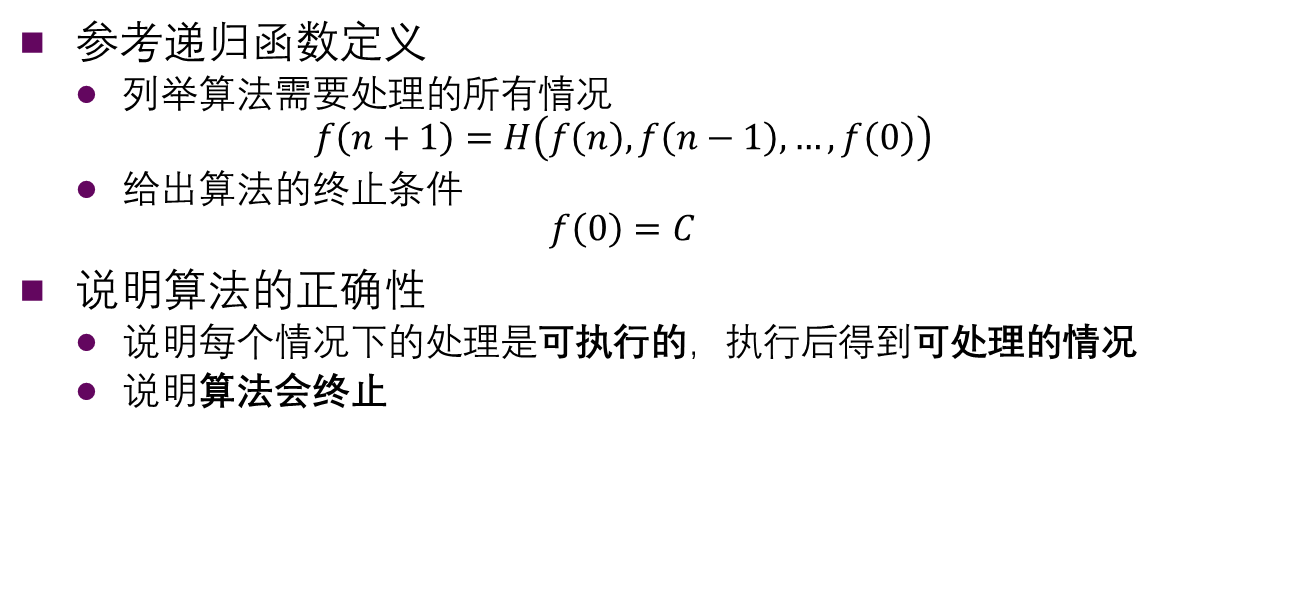 ■ 参考递归函数定义
● 列举算法需要处理的所有情况
f(n + 1) = H(f(n), f(n − 1), … , f(0))
● 给出算法的终止条件
f(0) = C
■ 说明算法的正确性
● 说明每个情况下的处理是可执行的，执行后得到可处理的情况
● 说明算法会终止